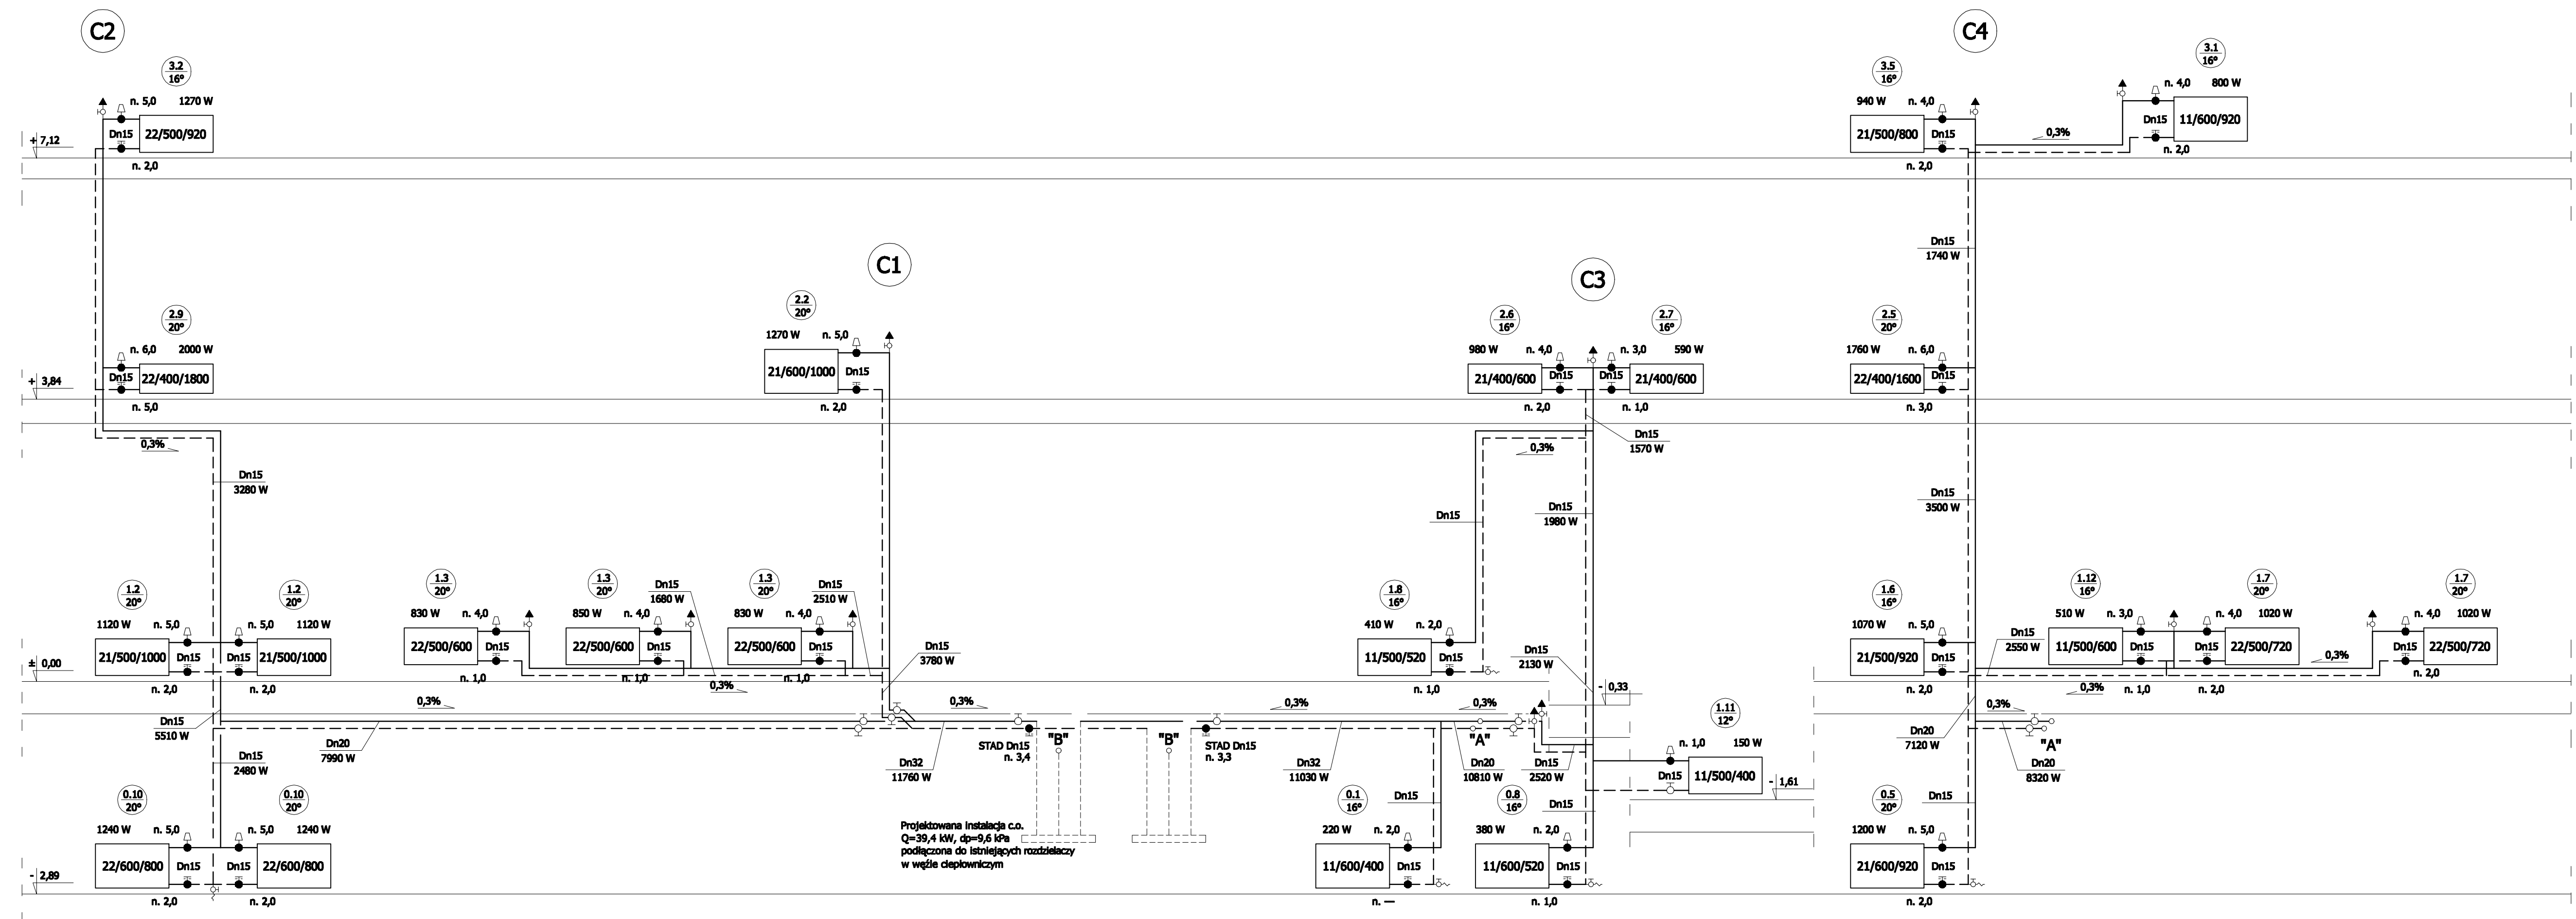 C2
C4
3.2
16°
3.5
16°
3.1
16°
n. 5,0 1270 W
940 W n. 4,0
n. 4,0 800 W
+ 7,12
Dn15
22/500/920
21/500/800
Dn15
0,3%
Dn15
11/600/920
n. 2,0
n. 2,0
n. 2,0
Dn15
1740 W
C1
C3
2.9
20°
2.2
20°
2.6
16°
2.7
16°
2.5
20°
n. 6,0 2000 W
1270 W n. 5,0
980 W n. 4,0
n. 3,0 590 W
1760 W n. 6,0
+ 3,84
Dn15
22/400/1800
21/600/1000
Dn15
21/400/600
Dn15
Dn15
21/400/600
22/400/1600
Dn15
n. 5,0
n. 2,0
n. 2,0
n. 1,0
n. 3,0
0,3%
0,3%
Dn15
1570 W
Dn15
3280 W
Dn15
Dn15
1980 W
Dn15
3500 W
1.2
20°
1.2
20°
1.3
20°
1.3
20°
Dn15
1680 W
1.3
20°
Dn15
2510 W
1.8
16°
1.6
16°
1.12
16°
1.7
20°
1.7
20°
1120 W n. 5,0
n. 5,0 1120 W
830 W n. 4,0
850 W n. 4,0
830 W n. 4,0
410 W n. 2,0
1070 W n. 5,0
510 W n. 3,0
n. 4,0 1020 W
n. 4,0 1020 W
± 0,00
21/500/1000
Dn15
Dn15
21/500/1000
22/500/600
Dn15
22/500/600
Dn15
22/500/600
Dn15
Dn15
3780 W
11/500/520
Dn15
Dn15
2130 W
21/500/920
Dn15
Dn15
2550 W
11/500/600
Dn15
Dn15
22/500/720
0,3%
Dn15
22/500/720
n. 2,0
n. 2,0
n. 1,0
n. 1,0
0,3%
n. 1,0
n. 1,0
- 0,33
n. 2,0
0,3%
n. 1,0
n. 2,0
n. 2,0
Dn15
5510 W
0,3%
0,3%
0,3%
0,3%
1.11
12°
0,3%
Dn20
7990 W
STAD Dn15
n. 3,4
"B"
"B"
STAD Dn15
n. 3,3
"A"
n. 1,0 150 W
Dn20
7120 W
"A"
Dn15
2480 W
Dn32
11760 W
Dn32
11030 W
Dn20
10810 W
Dn15
2520 W
Dn15
11/500/400
- 1,61
Dn20
8320 W
0.10
20°
0.10
20°
0.1
16°
Dn15
0.8
16°
Dn15
0.5
20°
Dn15
1240 W n. 5,0
n. 5,0 1240 W
Projektowana instalacja c.o.
Q=39,4 kW, dp=9,6 kPa
podłączona do istniejących rozdzielaczy
w węźle ciepłowniczym
220 W n. 2,0
380 W n. 2,0
1200 W n. 5,0
- 2,89
22/600/800
Dn15
Dn15
22/600/800
11/600/400
Dn15
11/600/520
Dn15
21/600/920
Dn15
n. 2,0
n. 2,0
n. —
n. 1,0
n. 2,0